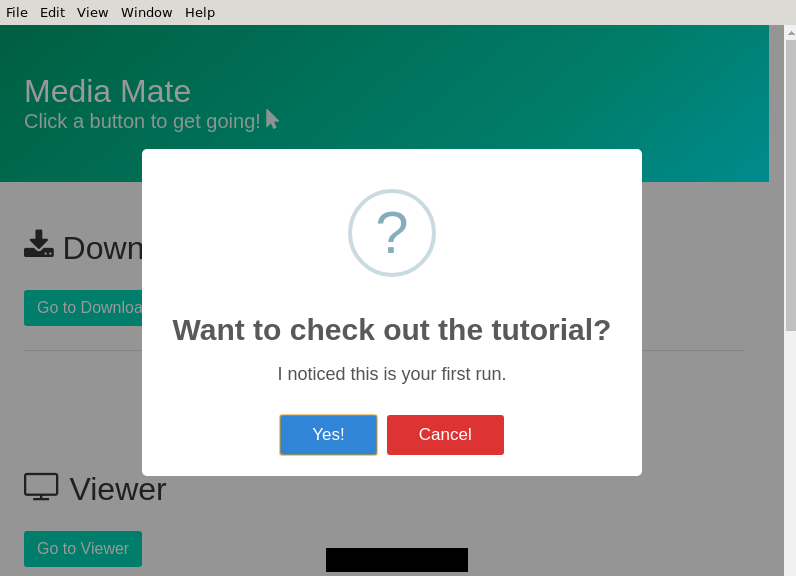 File Edit View Window Help
Media Mate
Click a button to get going!
Down
Go to Downloa
?
Want to check out the tutorial?
I noticed this is your first run.
Yes! Cancel
Viewer
Go to Viewer